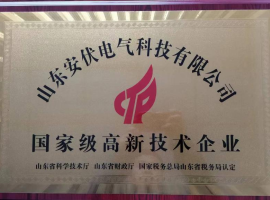 山东安伏电气科技有限公司
国家级高新技术企业
山东省科学技术厅 山东省财政厅 国家税务总局山东省税务局认定